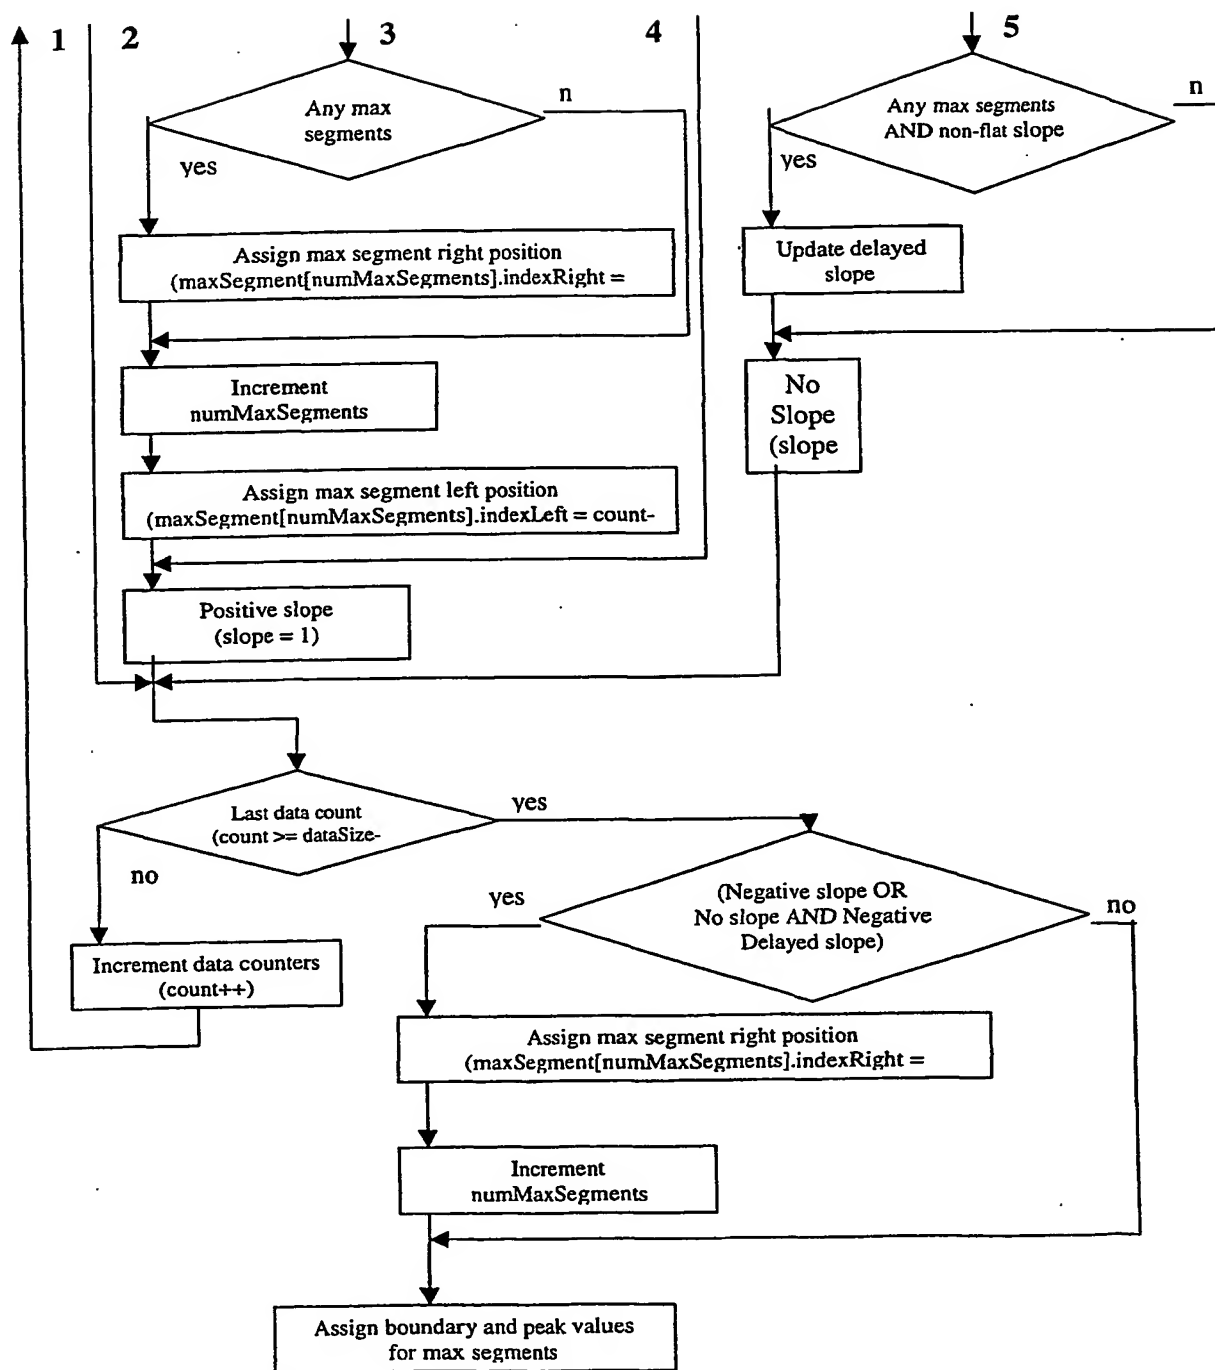 1
2
3
4
5
Any max
segments
n
yes
Any max segments
AND non-flat slope
n
yes
Assign max segment right position
(maxSegment[numMaxSegments].indexRight =
Update delayed
slope
Increment
numMaxSegments
No
Slope
(slope
Assign max segment left position
(maxSegment[numMaxSegments].indexLeft = count-
Positive slope
(slope = 1)
Last data count
(count >= dataSize-
yes
no
(Negative slope OR
No slope AND Negative
Delayed slope)
yes
no
Increment data counters
(count++)
Assign max segment right position
(maxSegment[numMaxSegments].indexRight =
Increment
numMaxSegments
Assign boundary and peak values
for max segments